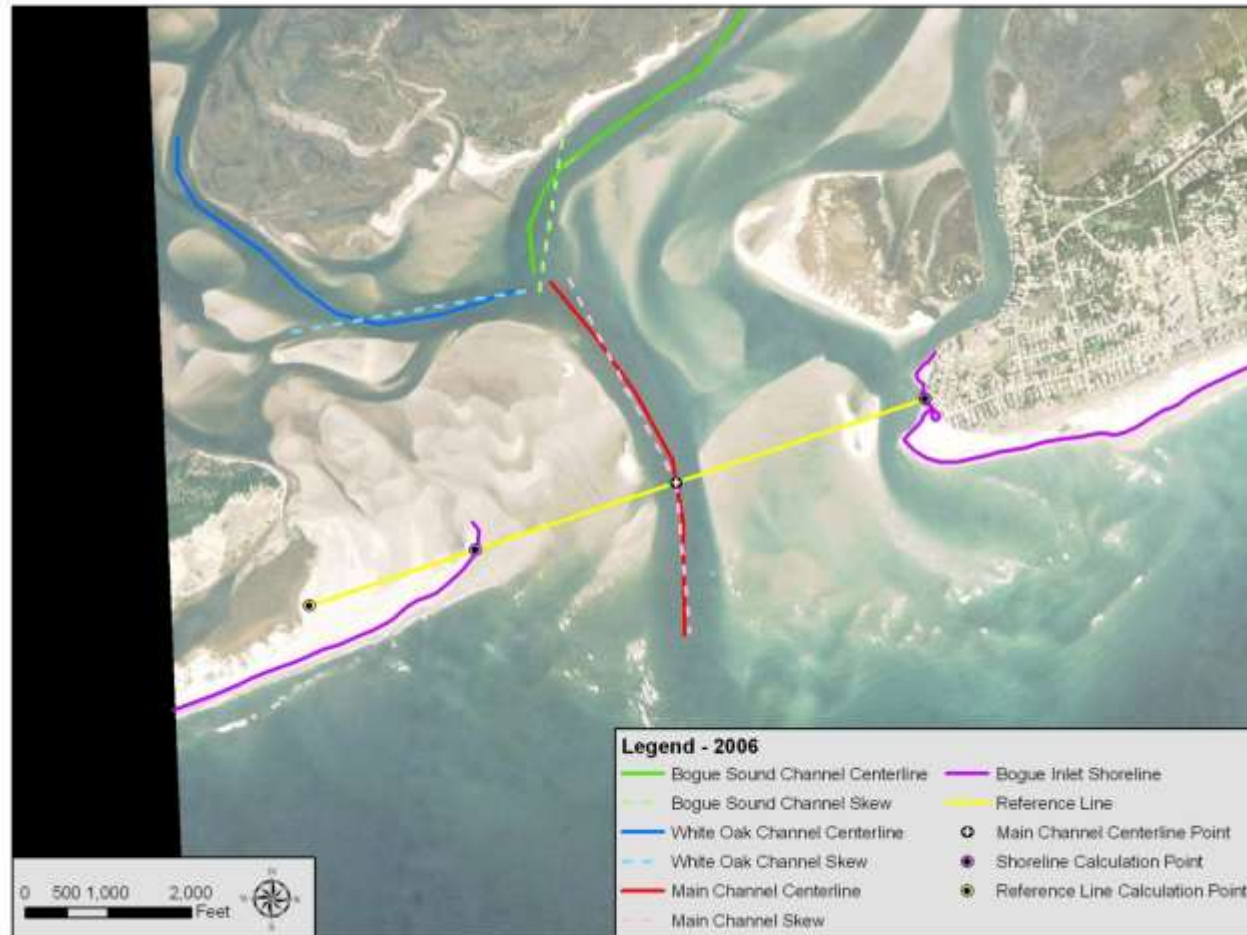 Legend - 2006
Bogue Sound Channel Centerline
Bogue Sound Channel Skew
White Oak Channel Centerline
White Oak Channel Skew
Main Channel Centerline
Main Channel Skew
Bogue Inlet Shoreline
Reference Line
Main Channel Centerline Point
Shoreline Calculation Point
Reference Line Calculation Point
0 500 1,000 2,000
Feet